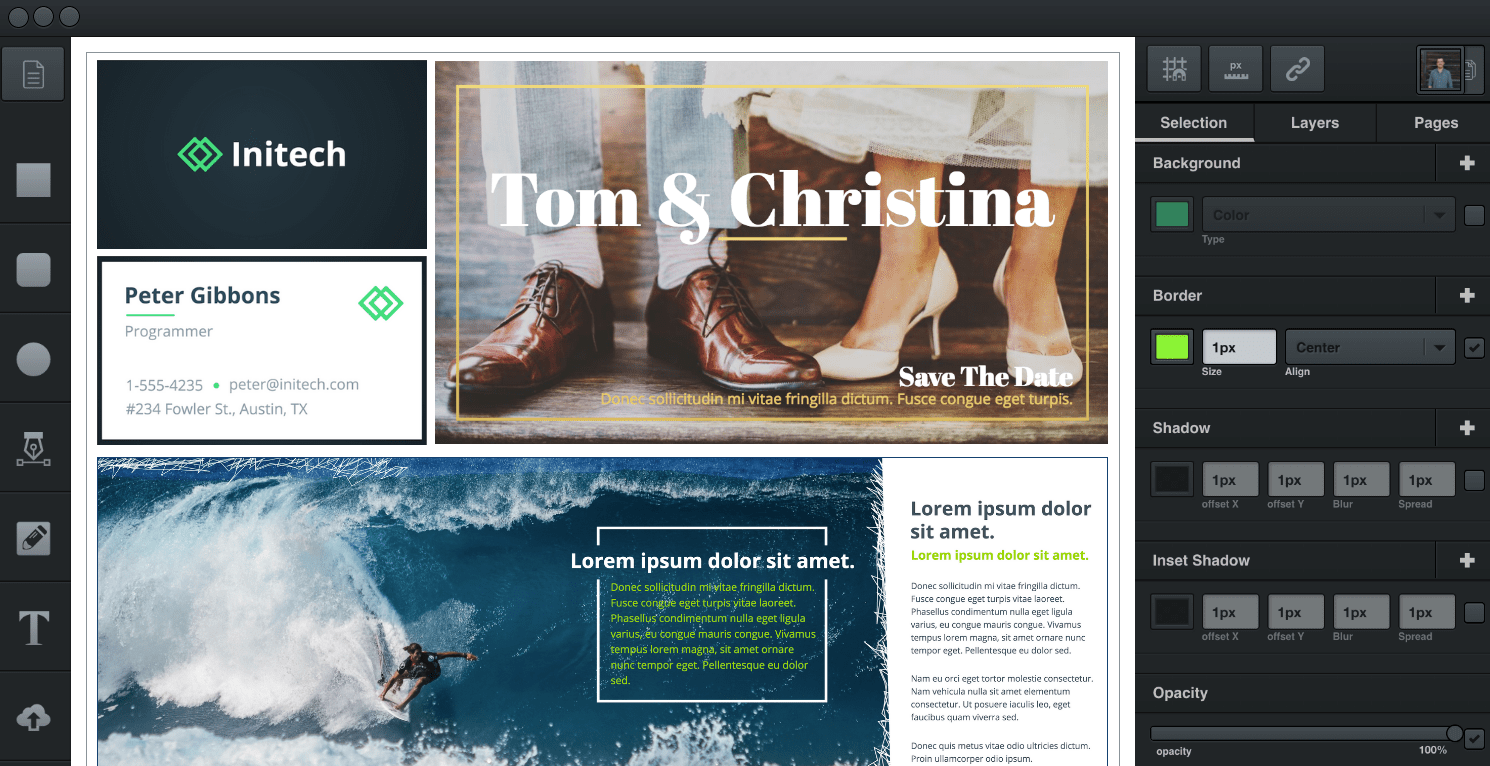 Initech
Peter Gibbons
Programmer
1-555-4235 • peter@initech.com
#234 Fowler St., Austin, TX
Tom & Christina
Save The Date
Donec sollicitudin mi vitae fringilla dictum. Fusce congue eget turpis.
Lorem ipsum dolor sit amet.
Donec sollicitudin mi vitae fringilla dictum.
Fusce congue eget turpis vitae laoreet.
Phasellus condimentum nulla eget ligula
varius, eu congue mauris congue. Vivamus
tempus lorem magna, sit amet ornare
nunc tempor eget. Pellentesque eu dolor
sed.
Lorem ipsum dolor
sit amet.
Lorem ipsum dolor sit amet.
Donec sollicitudin mi vitae fringilla dictum.
Fusce congue eget turpis vitae laoreet.
Phasellus condimentum nulla eget ligula
varius, eu congue mauris congue. Vivamus
tempus lorem magna, sit amet ornare nunc
tempor eget. Pellentesque eu dolor sed.
Nam eu orci eget tortor molestie consectetur.
Nam vehicula nulla sit amet elementum
consectetur. Ut posuere iaculis leo, eget
faucibus quam viverra sed.
Donec quis metus vitae odio ultricies dictum.
Proin ullamcorper odio ipsum.
px
Selection Layers Pages
Background
Color
Type
Border
1px Center
Size Align
Shadow
1px 1px 1px 1px
offset X offset Y Blur Spread
Inset Shadow
1px 1px 1px 1px
offset X offset Y Blur Spread
Opacity
opacity 100%